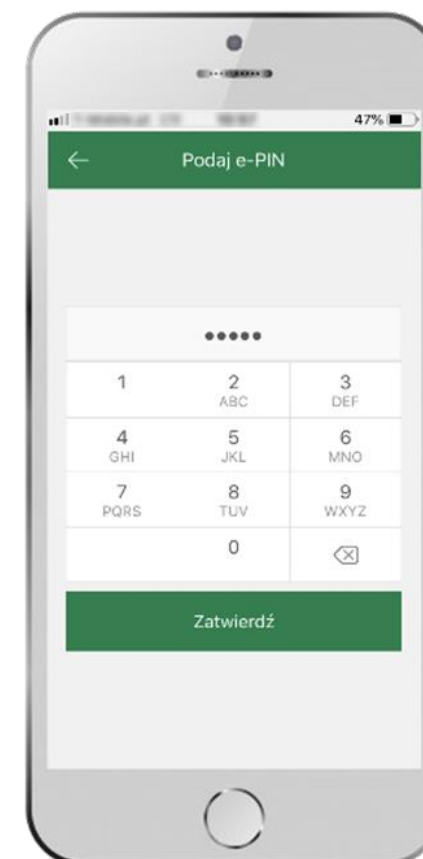 47%
Podaj e-PIN
•••••
1 2 3
ABC DEF
4 5 6
GHI JKL MNO
7 8 9
PQRS TUV WXYZ
0
Zatwierdź